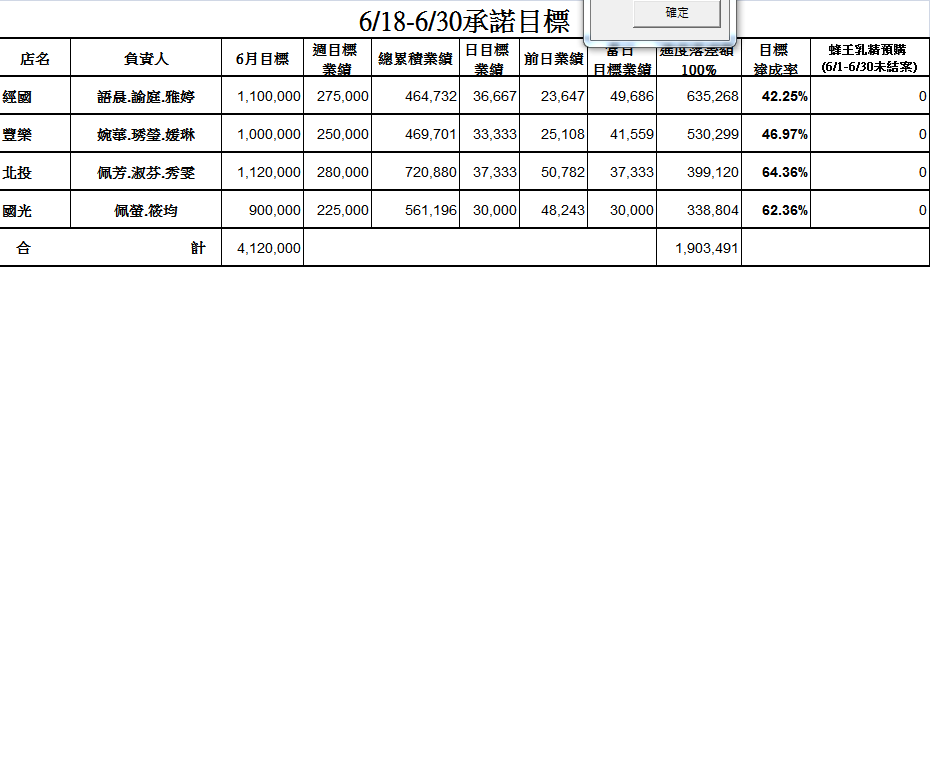 確定
6/18-6/30承諾目標
店名 負責人 6月目標 週目標業績 總累積業績 日目標業績 前日業績 當日目標業績 進度落差額100% 目標達成率 蜂王乳精預購(6/1-6/30未結案)
經國 語晨.諭庭.雅婷 1,100,000 275,000 464,732 36,667 23,647 49,686 635,268 42.25% 0
豐樂 婉華.琇瑩.媛琳 1,000,000 250,000 469,701 33,333 25,108 41,559 530,299 46.97% 0
北投 佩芳.淑芬.秀雯 1,120,000 280,000 720,880 37,333 50,782 37,333 399,120 64.36% 0
國光 佩螢.筱均 900,000 225,000 561,196 30,000 48,243 30,000 338,804 62.36% 0
合 計 4,120,000 1,903,491